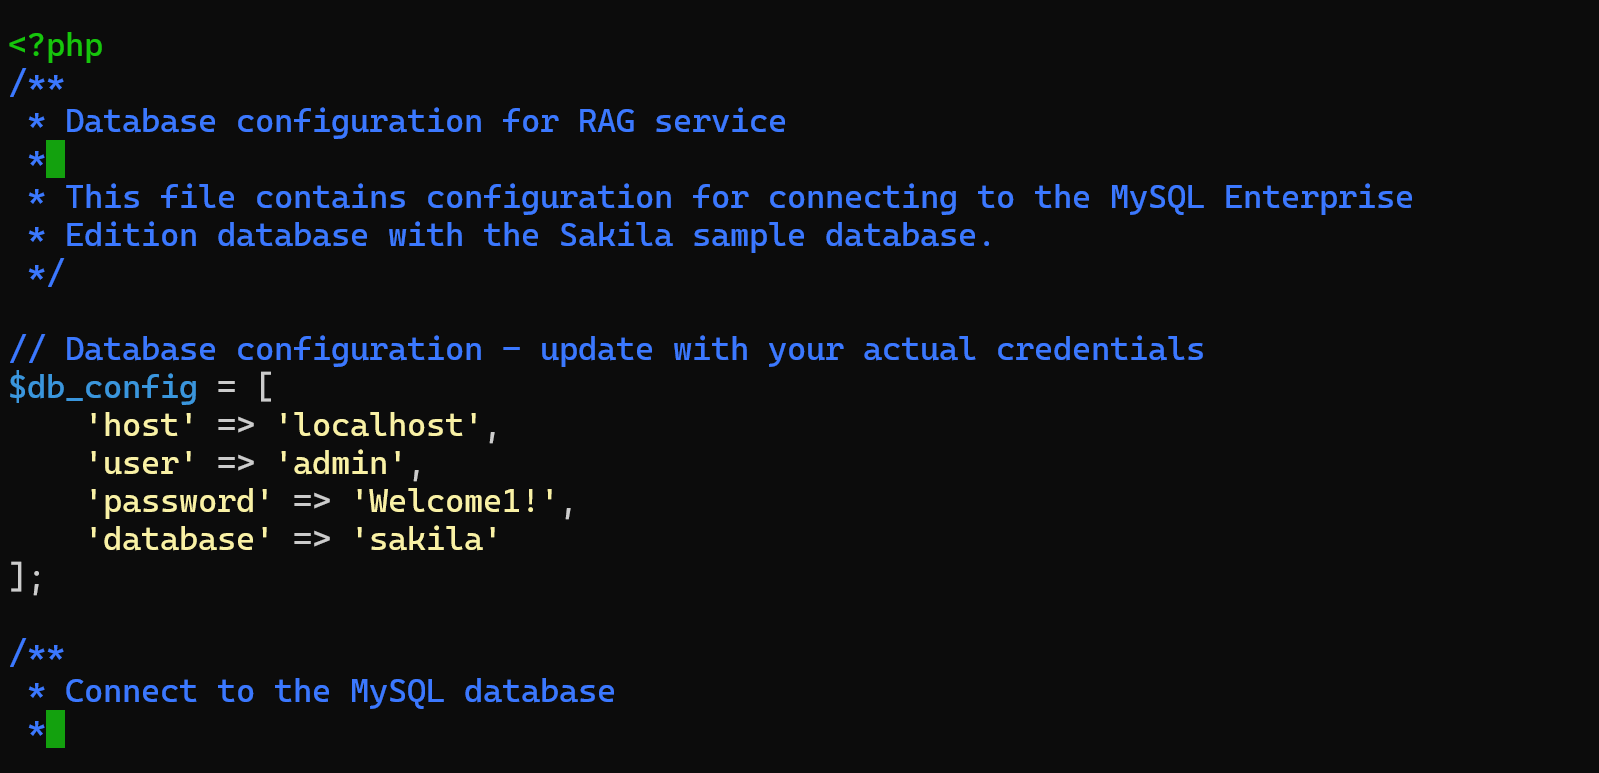 <?php
/**
 * Database configuration for RAG service
 *
 * This file contains configuration for connecting to the MySQL Enterprise
 * Edition database with the Sakila sample database.
 */

// Database configuration - update with your actual credentials
$db_config = [
    'host' => 'localhost',
    'user' => 'admin',
    'password' => 'Welcome1!',
    'database' => 'sakila'
];

/**
 * Connect to the MySQL database
 *